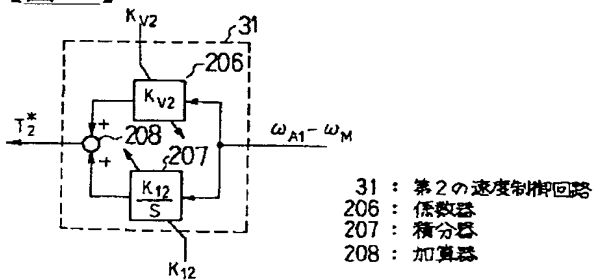 K_V2
31
206
K_V2
T_2^*
+
208
ω_A1 − ω_M
+
207
K_12
S
K_12
31 : 第2の速度制御回路
206 : 係数器
207 : 積分器
208 : 加算器